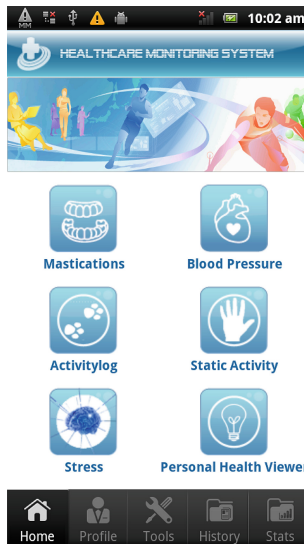 MM
10:02 am
HEALTHCARE MONITORING SYSTEM
Mastications
Blood Pressure
Activitylog
Static Activity
Stress
Personal Health Viewer
Home
Profile
Tools
History
Stats